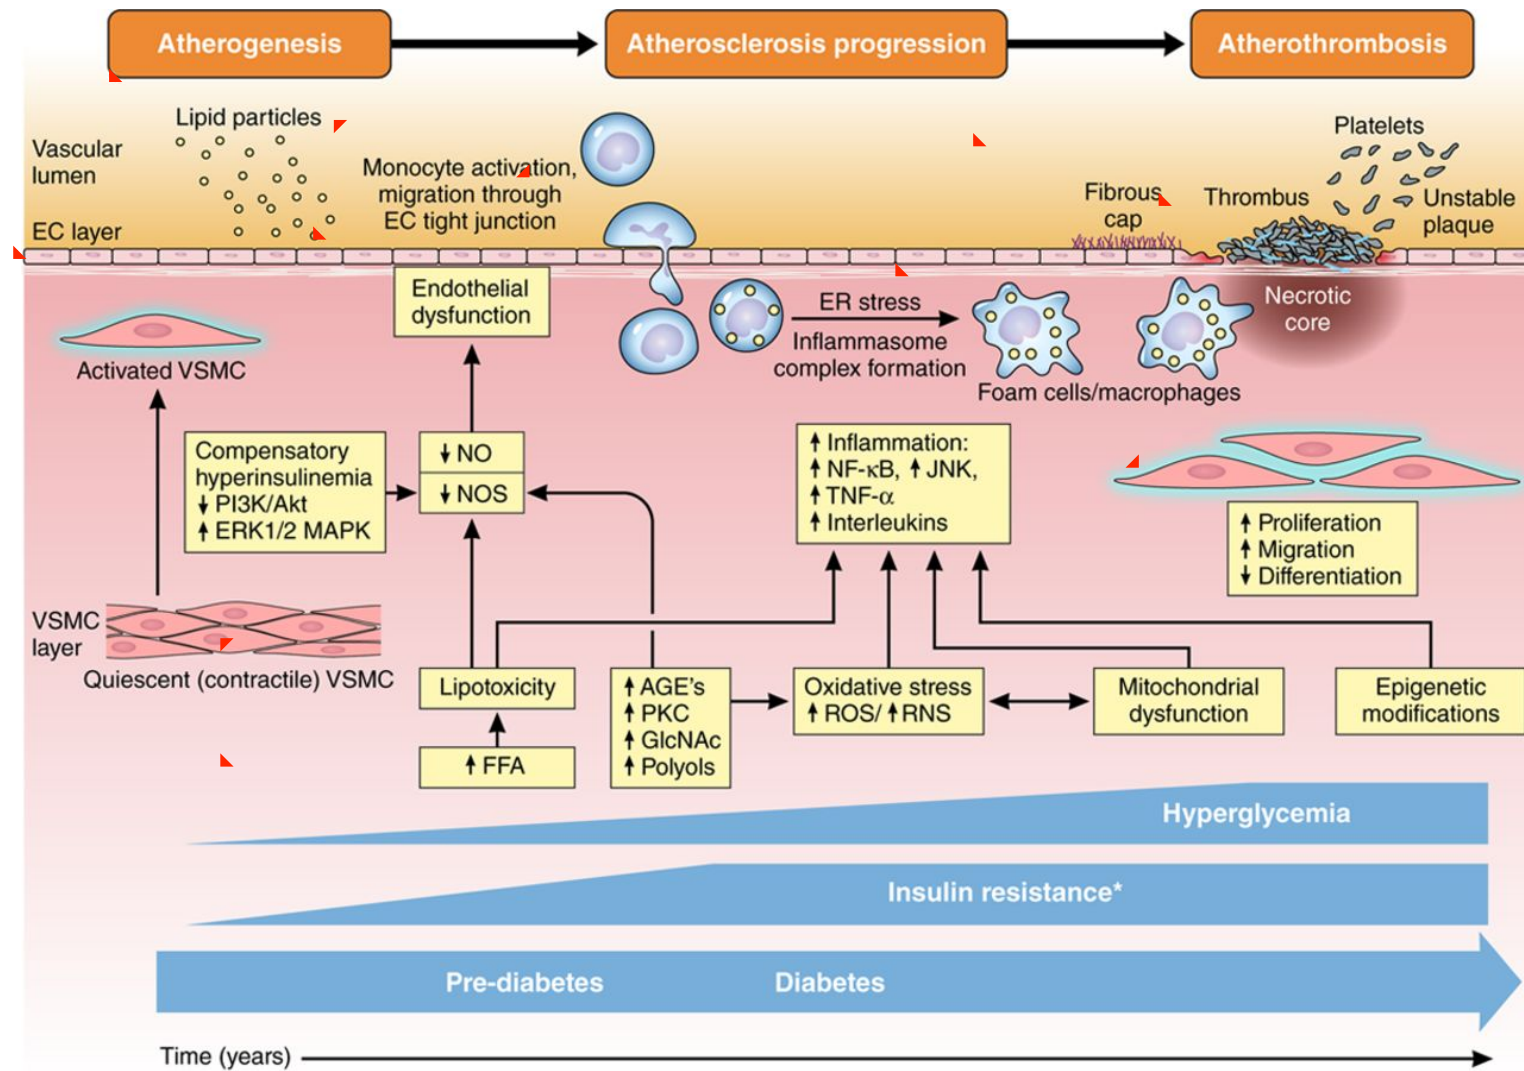 Atherogenesis
Atherosclerosis progression
Atherothrombosis
Lipid particles
Vascular
lumen
EC layer
Monocyte activation,
migration through
EC tight junction
Fibrous
cap
Thrombus
Platelets
Unstable
plaque
Endothelial
dysfunction
Activated VSMC
ER stress
Inflammasome
complex formation
Foam cells/macrophages
Necrotic
core
Compensatory
hyperinsulinemia
↓ PI3K/Akt
↑ ERK1/2 MAPK
↓ NO
↓ NOS
↑ Inflammation:
↑ NF-κB, ↑ JNK,
↑ TNF-α
↑ Interleukins
↑ Proliferation
↑ Migration
↓ Differentiation
VSMC
layer
Quiescent (contractile) VSMC
Lipotoxicity
↑ FFA
↑ AGE's
↑ PKC
↑ GlcNAc
↑ Polyols
Oxidative stress
↑ ROS/ ↑ RNS
Mitochondrial
dysfunction
Epigenetic
modifications
Hyperglycemia
Insulin resistance*
Pre-diabetes
Diabetes
Time (years)